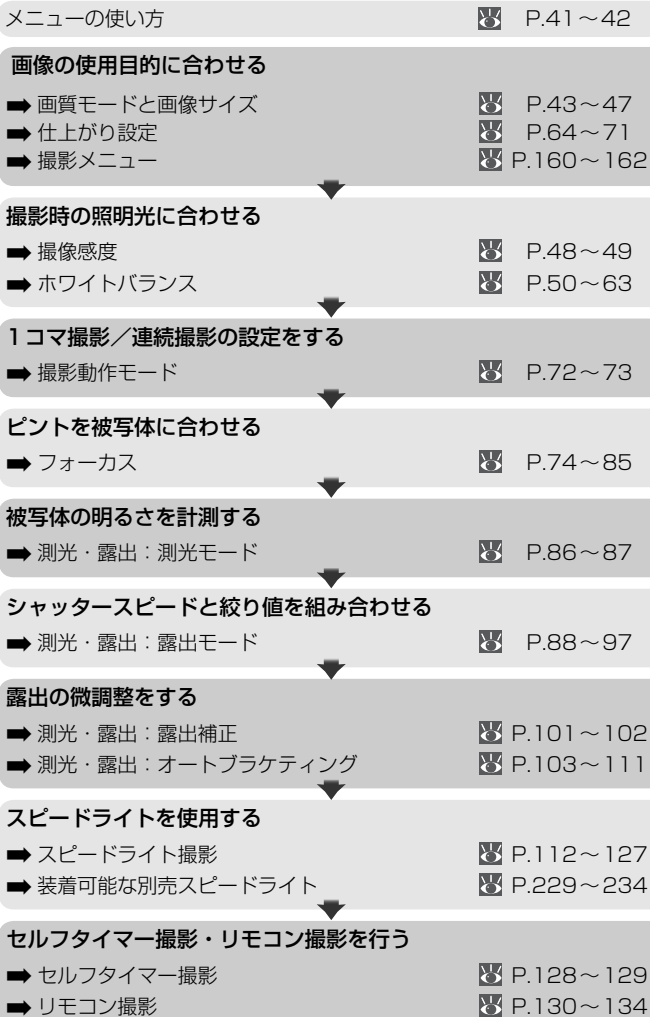 メニューの使い方 P.41～42
画像の使用目的に合わせる
➡ 画質モードと画像サイズ P.43～47
➡ 仕上がり設定 P.64～71
➡ 撮影メニュー P.160～162
撮影時の照明光に合わせる
➡ 撮像感度 P.48～49
➡ ホワイトバランス P.50～63
1コマ撮影／連続撮影の設定をする
➡ 撮影動作モード P.72～73
ピントを被写体に合わせる
➡ フォーカス P.74～85
被写体の明るさを計測する
➡ 測光・露出：測光モード P.86～87
シャッタースピードと絞り値を組み合わせる
➡ 測光・露出：露出モード P.88～97
露出の微調整をする
➡ 測光・露出：露出補正 P.101～102
➡ 測光・露出：オートブラケティング P.103～111
スピードライトを使用する
➡ スピードライト撮影 P.112～127
➡ 装着可能な別売スピードライト P.229～234
セルフタイマー撮影・リモコン撮影を行う
➡ セルフタイマー撮影 P.128～129
➡ リモコン撮影 P.130～134